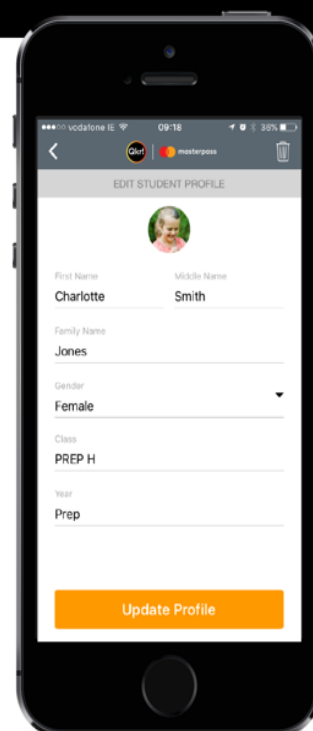 vodafone IE 09:18 38%
Qkr! masterpass
EDIT STUDENT PROFILE
First Name Middle Name
Charlotte Smith
Family Name
Jones
Gender
Female
Class
PREP H
Year
Prep
Update Profile